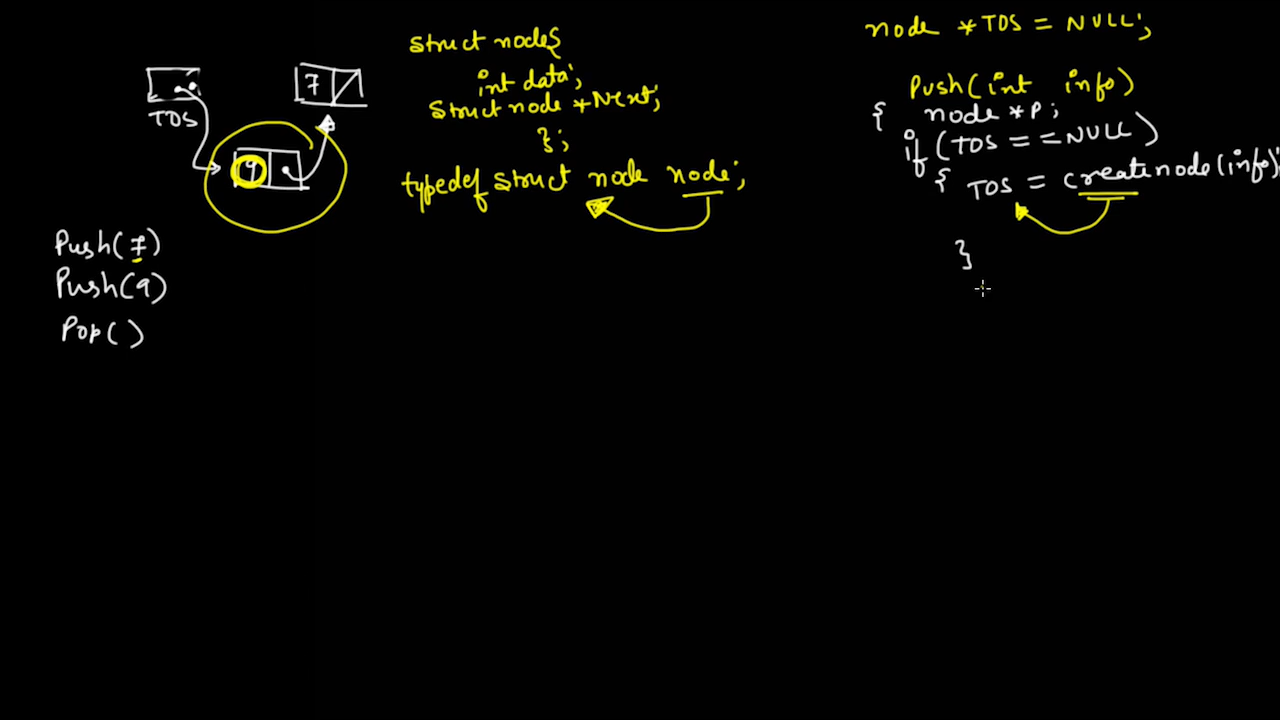 7
TOS
9
Push(7)
Push(9)
Pop()
struct node{
int data;
struct node *Next;
};
typedef struct node node;
node *TOS = NULL;
Push(int info)
{ node *P;
if(TOS == NULL)
{ TOS = createnode(info);
}